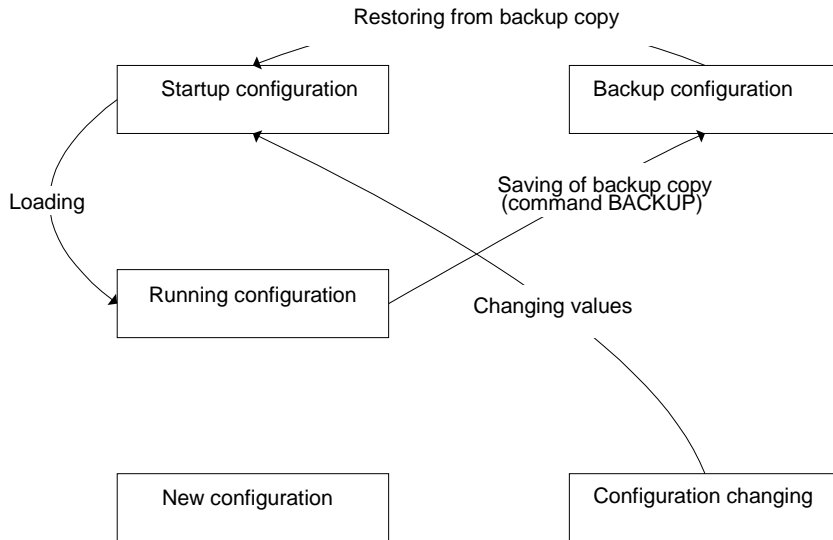 Restoring from backup copy
Startup configuration
Backup configuration
Loading
Saving of backup copy
(command BACKUP)
Running configuration
Changing values
New configuration
Configuration changing